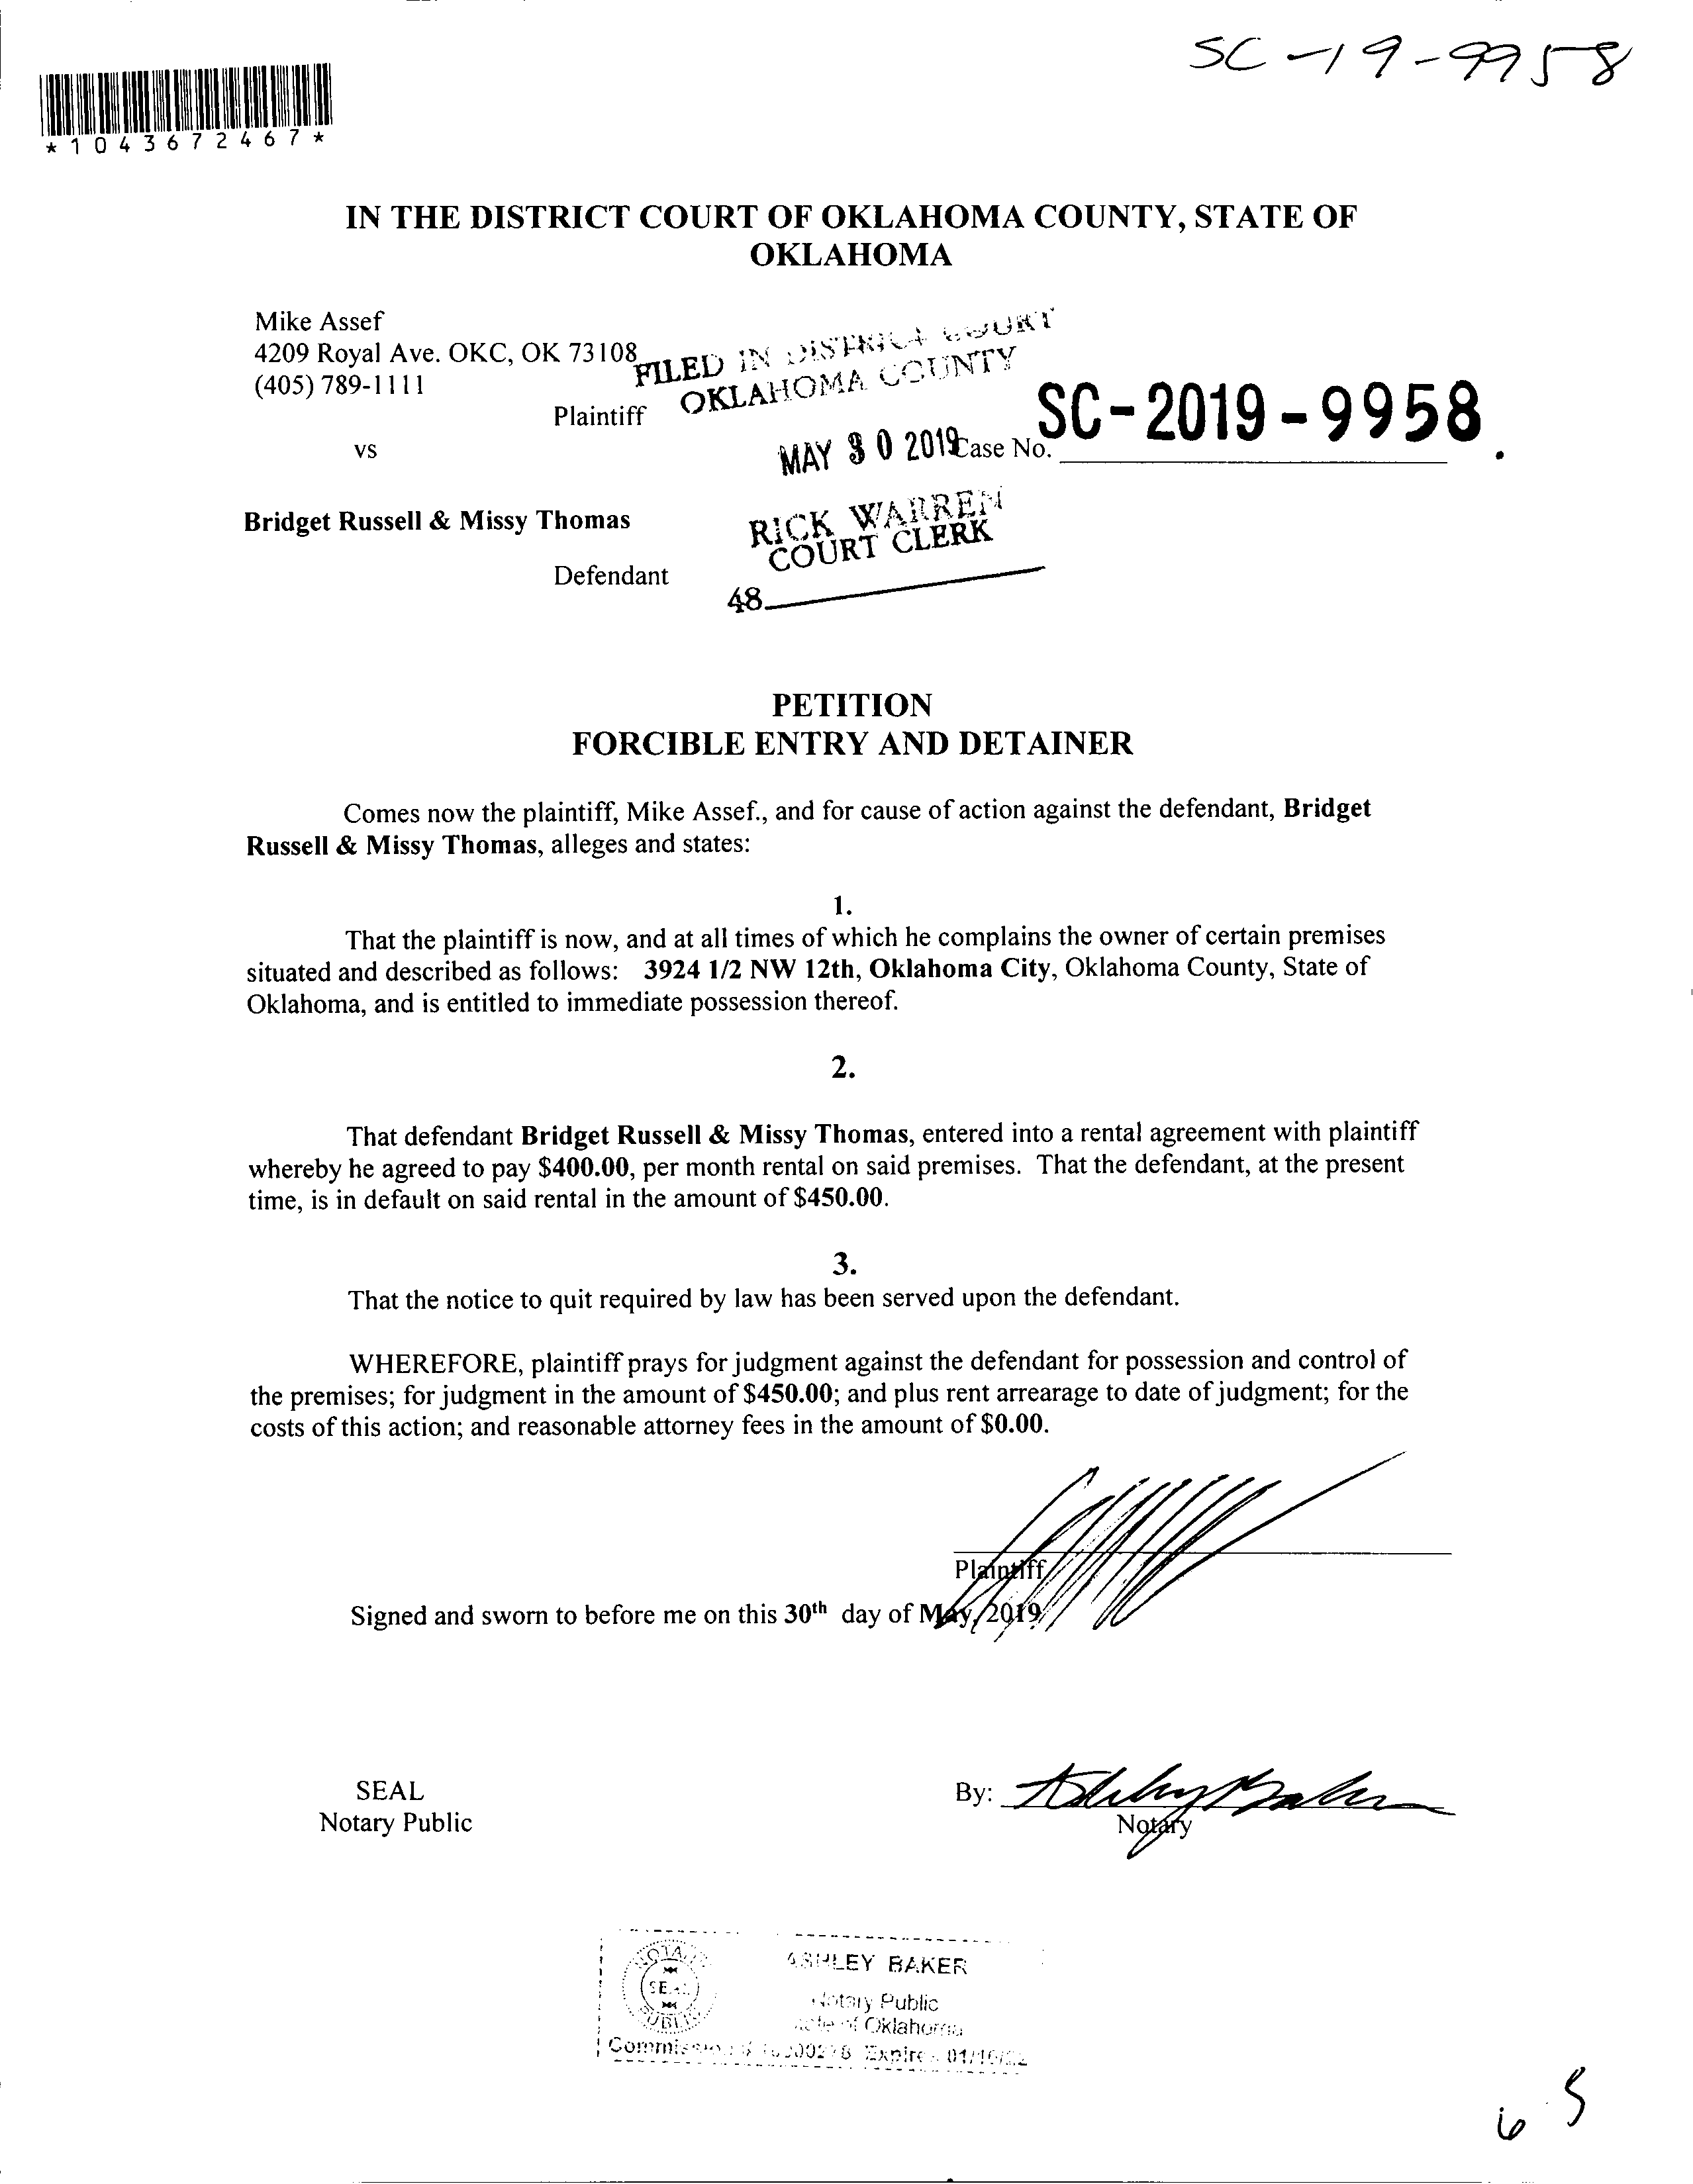 SC-19-9958
*1043672467*
IN THE DISTRICT COURT OF OKLAHOMA COUNTY, STATE OF
OKLAHOMA
Mike Assef
4209 Royal Ave. OKC, OK 73108
(405) 789-1111
Plaintiff
FILED IN DISTRICT COURT
OKLAHOMA COUNTY
vs
MAY 30 2019
Case No. SC-2019-9958.
Bridget Russell & Missy Thomas
RICK WARREN
COURT CLERK
Defendant
48
PETITION
FORCIBLE ENTRY AND DETAINER
Comes now the plaintiff, Mike Assef., and for cause of action against the defendant, Bridget
Russell & Missy Thomas, alleges and states:
1.
That the plaintiff is now, and at all times of which he complains the owner of certain premises
situated and described as follows: 3924 1/2 NW 12th, Oklahoma City, Oklahoma County, State of
Oklahoma, and is entitled to immediate possession thereof.
2.
That defendant Bridget Russell & Missy Thomas, entered into a rental agreement with plaintiff
whereby he agreed to pay $400.00, per month rental on said premises. That the defendant, at the present
time, is in default on said rental in the amount of $450.00.
3.
That the notice to quit required by law has been served upon the defendant.
WHEREFORE, plaintiff prays for judgment against the defendant for possession and control of
the premises; for judgment in the amount of $450.00; and plus rent arrearage to date of judgment; for the
costs of this action; and reasonable attorney fees in the amount of $0.00.
Plaintiff
Signed and sworn to before me on this 30th day of May, 2019
SEAL
Notary Public
By: Ashley Baker
Notary
NOTARY
SEAL
PUBLIC
ASHLEY BAKER
Notary Public
State of Oklahoma
Commission # Expires